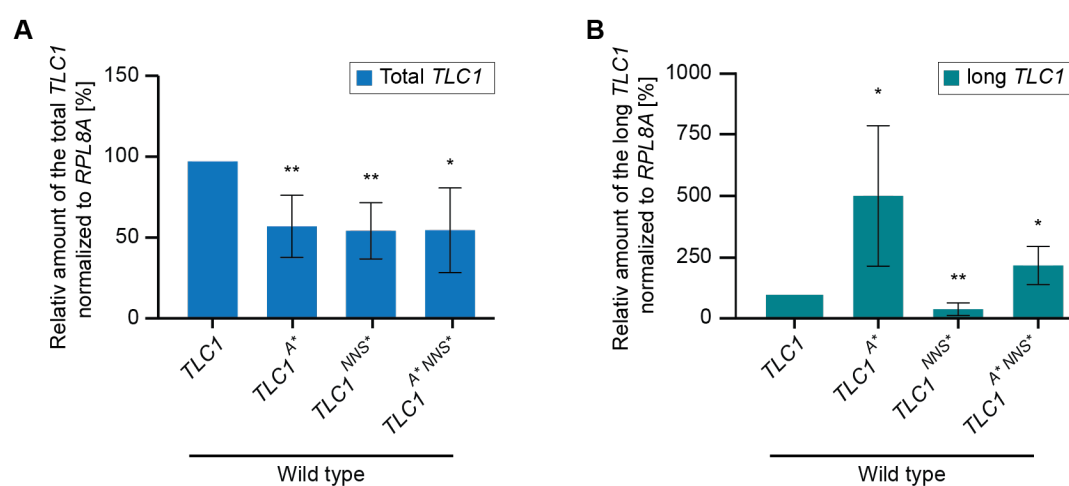 A
Relativ amount of the total TLC1
normalized to RPL8A [%]
150
100
50
0
Total TLC1
**
**
*
TLC1
TLC1 A*
TLC1 NNS*
TLC1 A* NNS*
Wild type
B
Relativ amount of the long TLC1
normalized to RPL8A [%]
1000
750
500
250
0
long TLC1
*
**
*
TLC1
TLC1 A*
TLC1 NNS*
TLC1 A* NNS*
Wild type